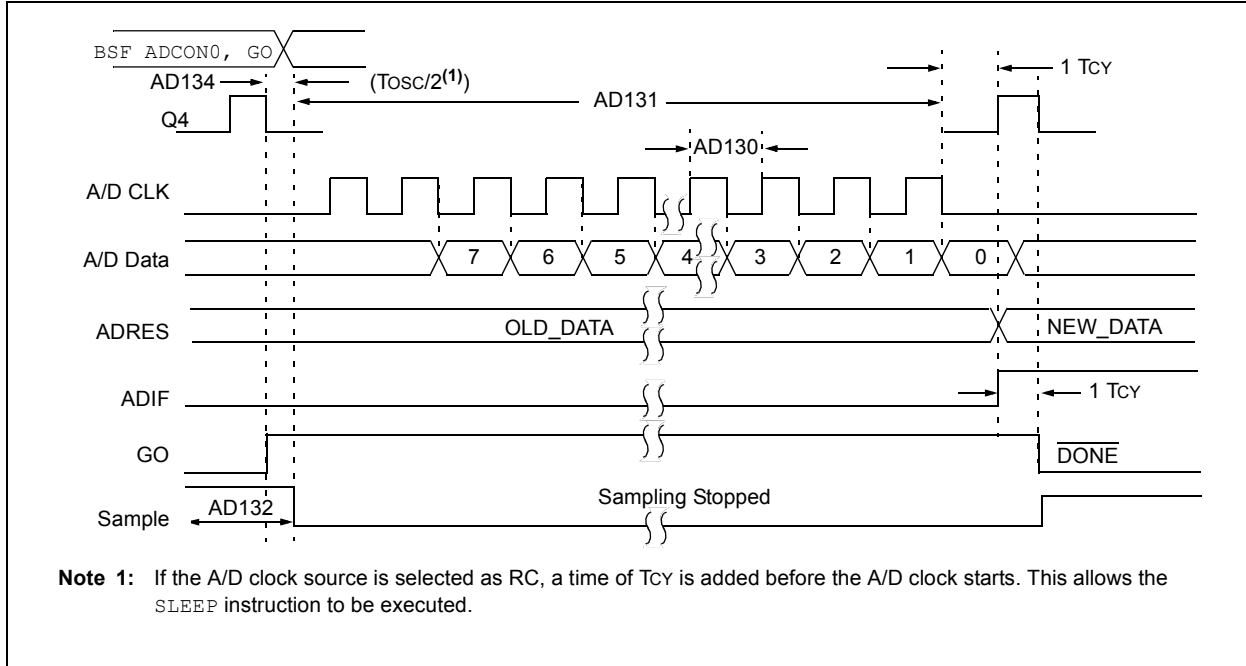 BSF ADCON0, GO
AD134
(TOSC/2(1))
1 TCY
AD131
Q4
AD130
A/D CLK
A/D Data
7
6
5
4
3
2
1
0
ADRES
OLD_DATA
NEW_DATA
ADIF
1 TCY
GO
DONE
Sample
AD132
Sampling Stopped
Note 1: If the A/D clock source is selected as RC, a time of TCY is added before the A/D clock starts. This allows the
SLEEP instruction to be executed.